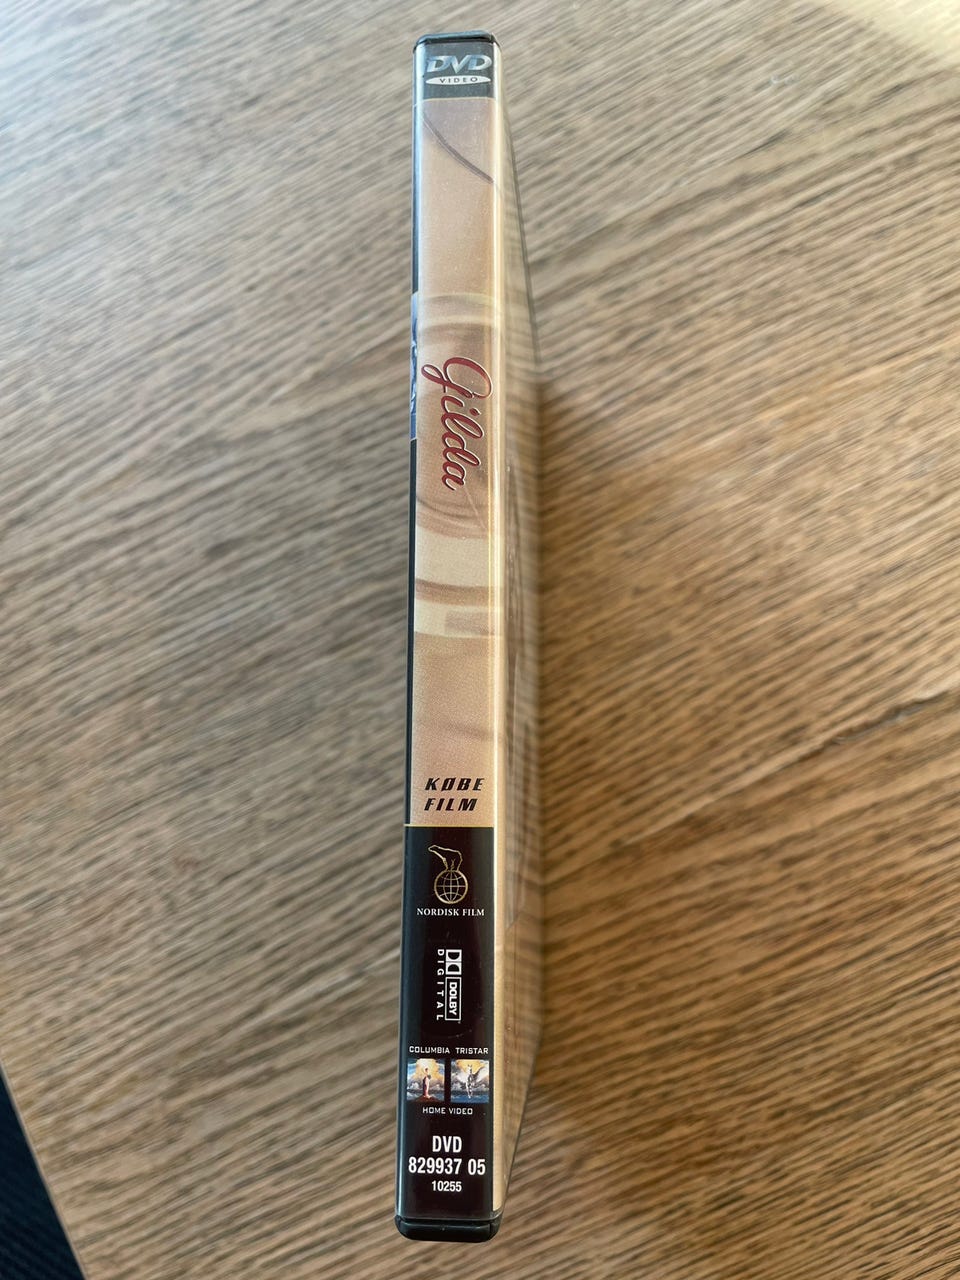 DVD
VIDEO
Gilda
KØBE
FILM
NORDISK FILM
DOLBY
DIGITAL
COLUMBIA TRISTAR
HOME VIDEO
DVD
829937 05
10255